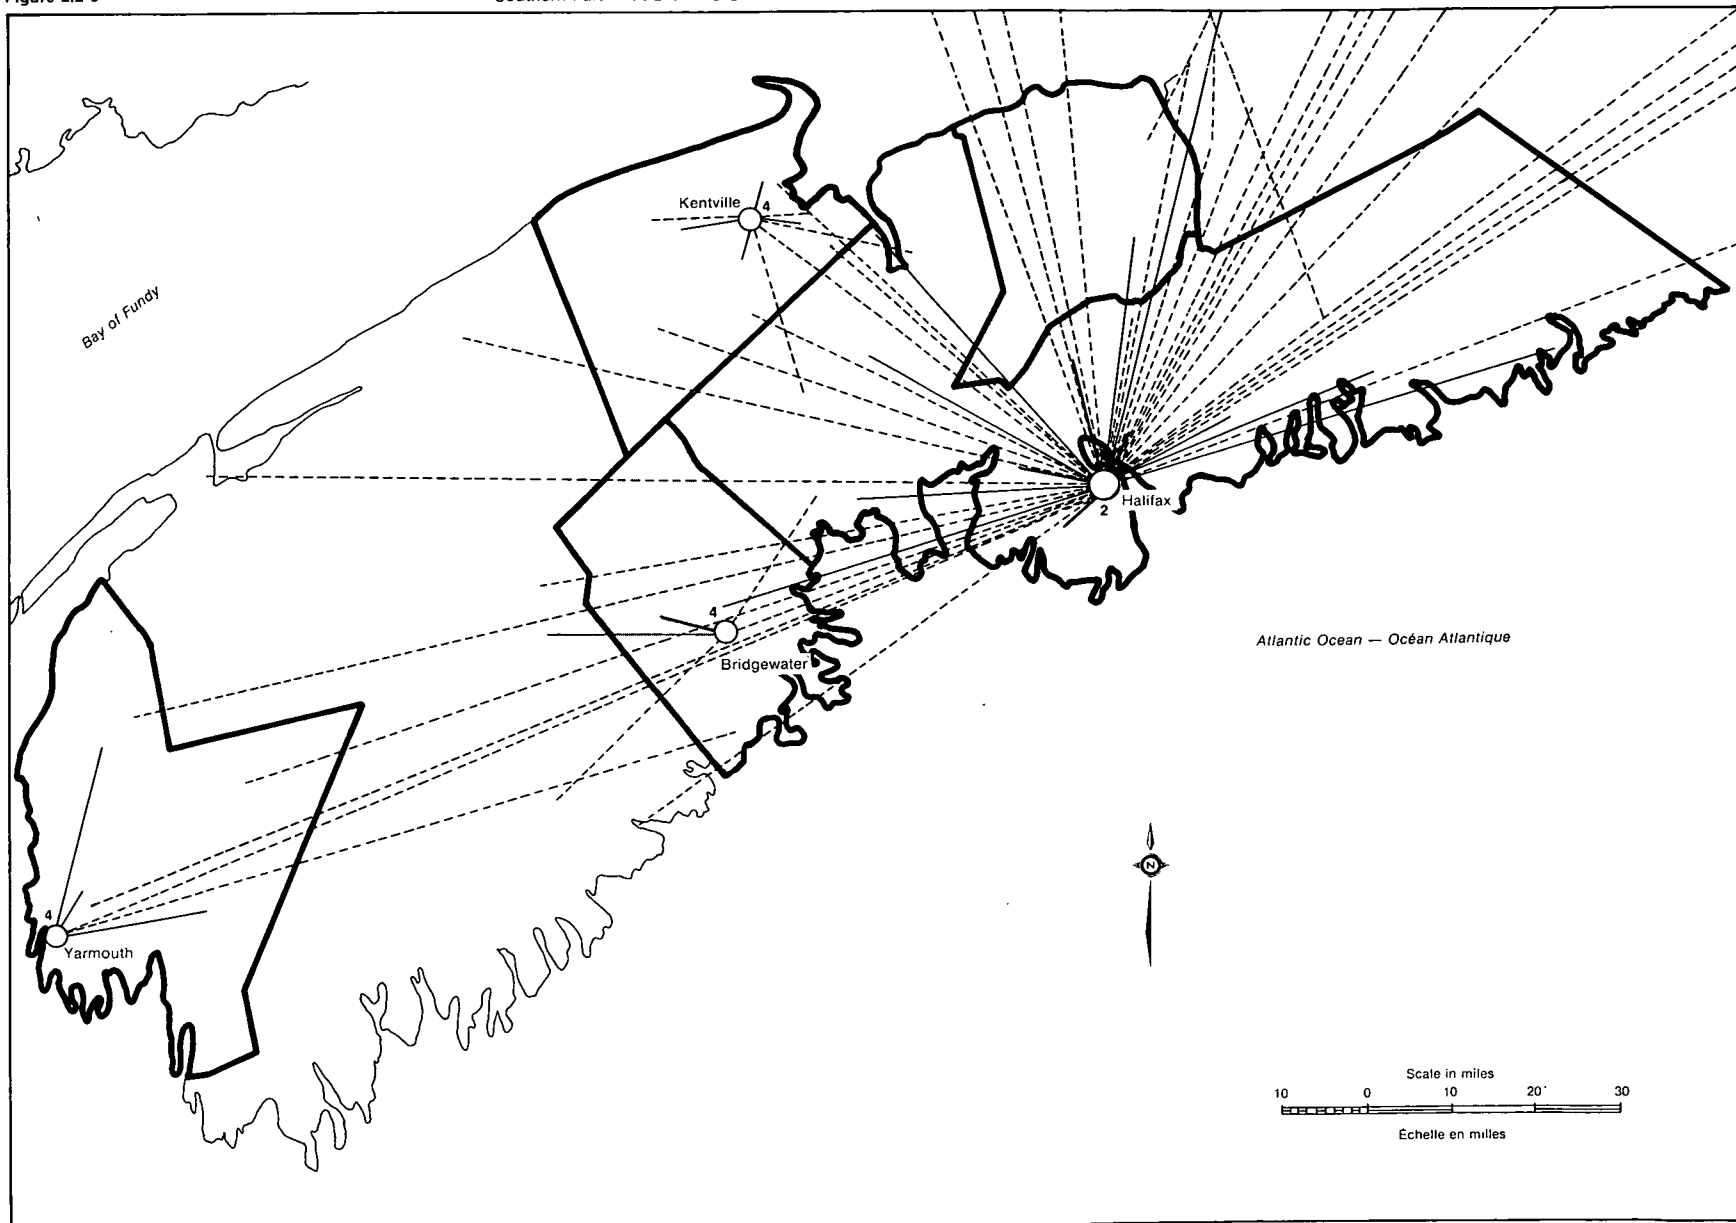 Kentville 4
Bay of Fundy
Halifax
2
4
Bridgewater
Atlantic Ocean — Océan Atlantique
N
4
Yarmouth
Scale in miles
10 0 10 20 30
Échelle en milles